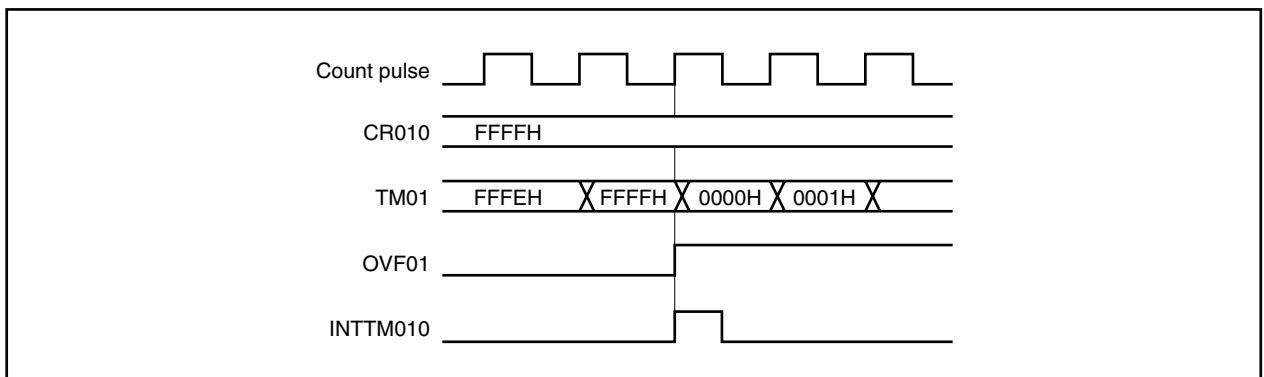 Count pulse
CR010 FFFFH
TM01 FFFEH FFFFH 0000H 0001H
OVF01
INTTM010